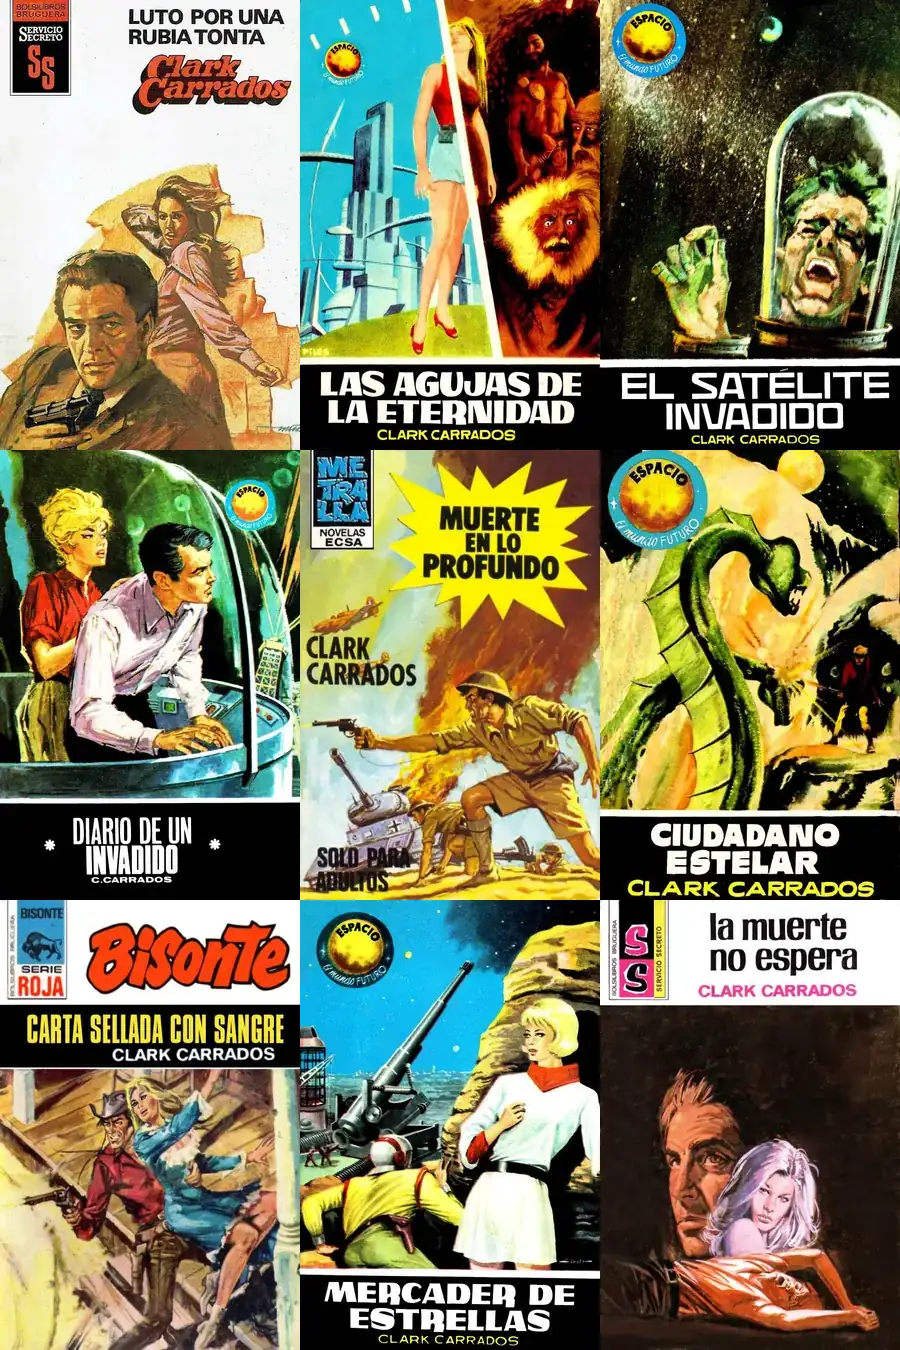 BOLSILIBROS
BRUGUERA
SERVICIO
SECRETO
SS
LUTO POR UNA
RUBIA TONTA
Clark
Carrados
ESPACIO
El mundo FUTURO
LAS AGUJAS DE
LA ETERNIDAD
CLARK CARRADOS
ESPACIO
El mundo FUTURO
EL SATÉLITE
INVADIDO
CLARK CARRADOS
ESPACIO
El mundo FUTURO
* DIARIO DE UN *
INVADIDO
C.CARRADOS
ME
TRA
LLA
NOVELAS
ECSA
MUERTE
EN LO
PROFUNDO
CLARK
CARRADOS
SOLO PARA
ADULTOS
ESPACIO
El mundo FUTURO
CIUDADANO
ESTELAR
CLARK CARRADOS
BISONTE
BOLSILIBROS BRUGUERA
SERIE
ROJA
Bisonte
CARTA SELLADA CON SANGRE
CLARK CARRADOS
ESPACIO
El mundo FUTURO
MERCADER DE
ESTRELLAS
CLARK CARRADOS
BOLSILIBROS BRUGUERA
SS
SERVICIO SECRETO
la muerte
no espera
CLARK CARRADOS